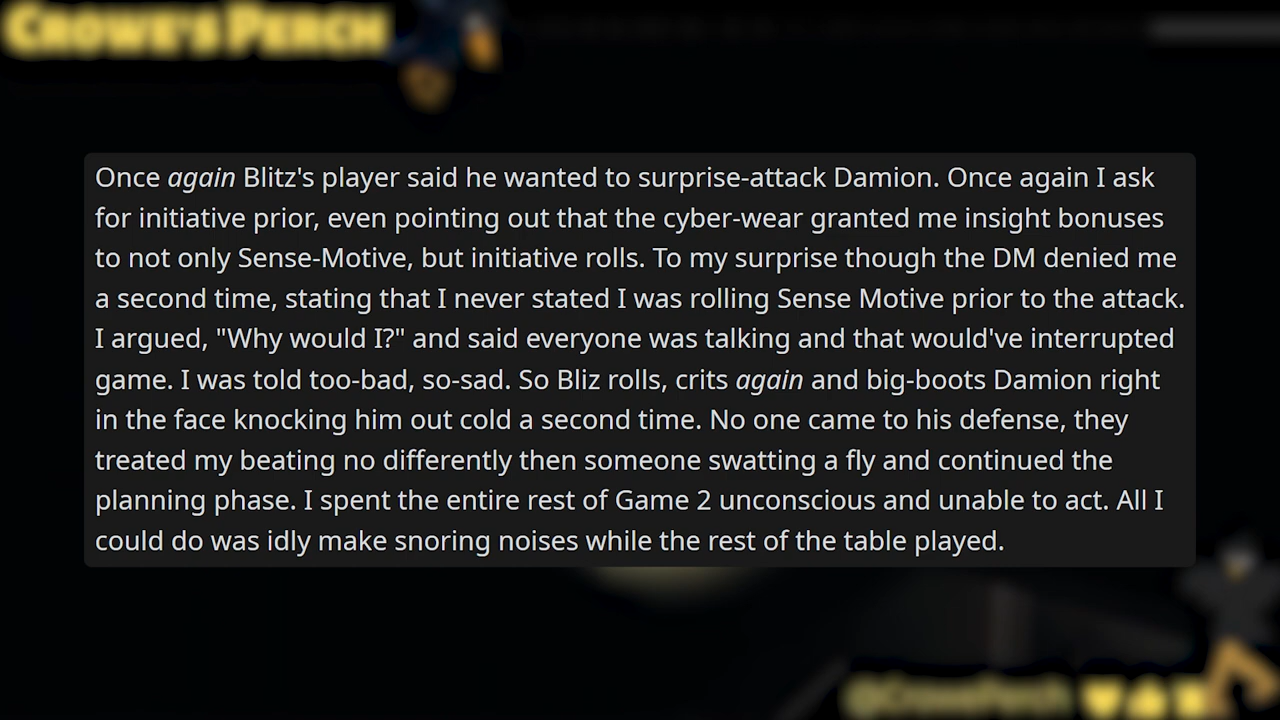 CROWE'S PERCH
Once again Blitz's player said he wanted to surprise-attack Damion. Once again I ask
for initiative prior, even pointing out that the cyber-wear granted me insight bonuses
to not only Sense-Motive, but initiative rolls. To my surprise though the DM denied me
a second time, stating that I never stated I was rolling Sense Motive prior to the attack.
I argued, "Why would I?" and said everyone was talking and that would've interrupted
game. I was told too-bad, so-sad. So Bliz rolls, crits again and big-boots Damion right
in the face knocking him out cold a second time. No one came to his defense, they
treated my beating no differently then someone swatting a fly and continued the
planning phase. I spent the entire rest of Game 2 unconscious and unable to act. All I
could do was idly make snoring noises while the rest of the table played.